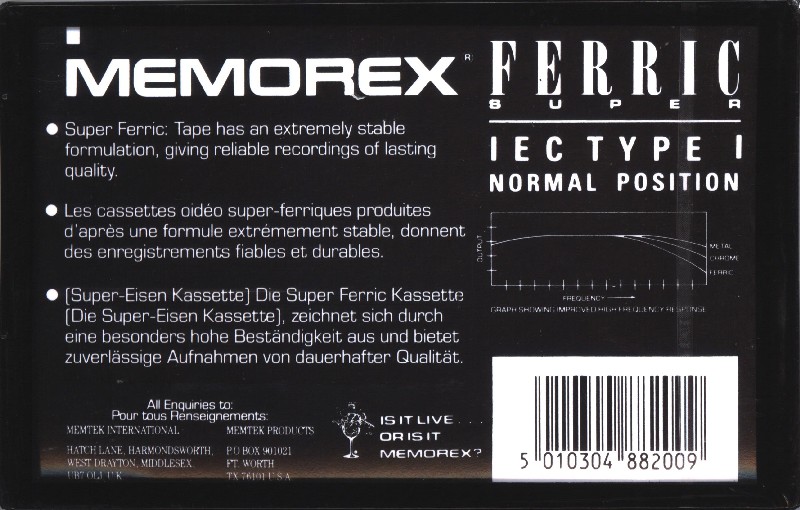 MEMOREX®
Super Ferric: Tape has an extremely stable
formulation, giving reliable recordings of lasting
quality.
Les cassettes oidéo super-ferriques produites
d'après une formule extrémement stable, donnent
des enregistrements fiables et durables.
(Super-Eisen Kassette) Die Super Ferric Kassette
(Die Super-Eisen Kassette), zeichnet sich durch
eine besonders hohe Beständigkeit aus und bietet
zuverlässige Aufnahmen von dauerhafter Qualität.
All Enquiries to:
Pour tous Renseignements:
MEMTEK INTERNATIONAL
HATCH LANE, HARMONDSWORTH,
WEST DRAYTON, MIDDLESEX
UB7 OLJ U.K
MEMTEK PRODUCTS
P.O BOX 901021
FT. WORTH
TX 76101 U.S.A
IS IT LIVE . . .
OR IS IT
MEMOREX?
FERRIC
SUPER
IEC TYPE I
NORMAL POSITION
OUTPUT
METAL
CHROME
FERRIC
FREQUENCY
GRAPH SHOWING IMPROVED HIGH FREQUENCY RESPONSE
5 010304 882009